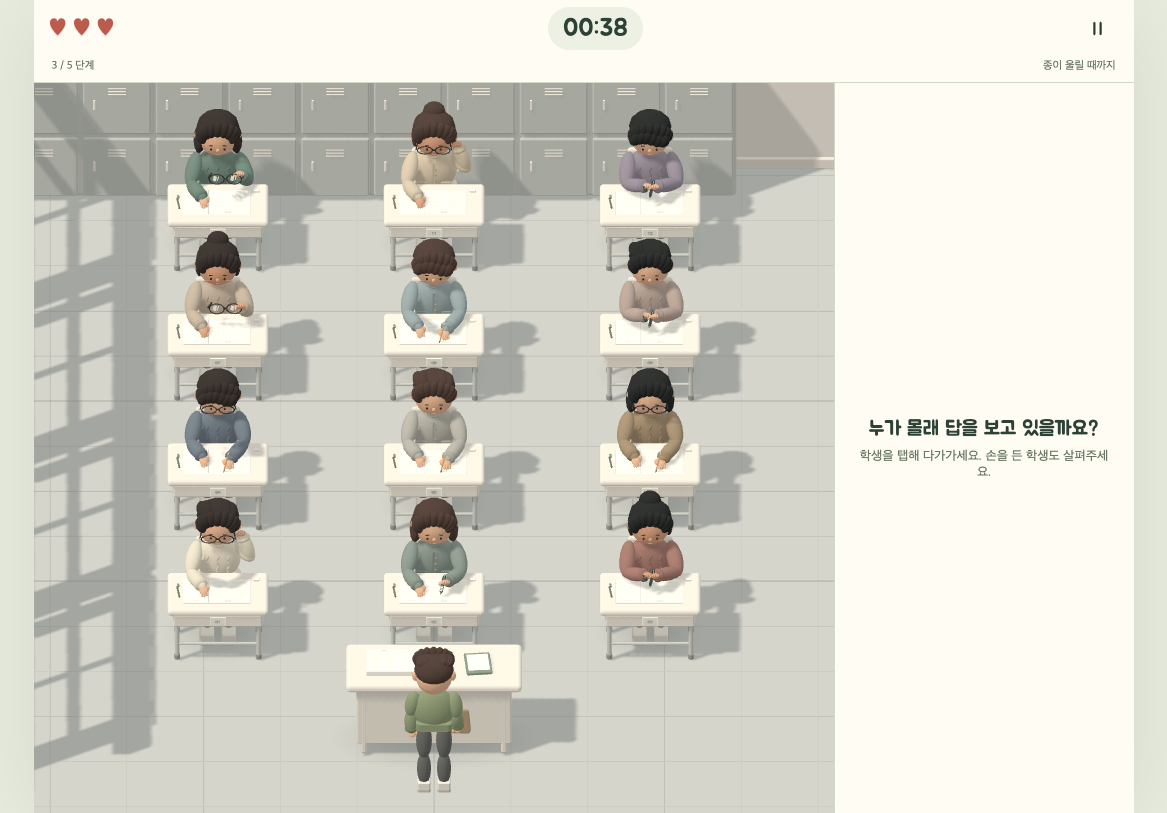 00:38
3 / 5 단계
종이 울릴 때까지
누가 몰래 답을 보고 있을까요?
학생을 탭해 다가가세요. 손을 든 학생도 살펴주세
요.